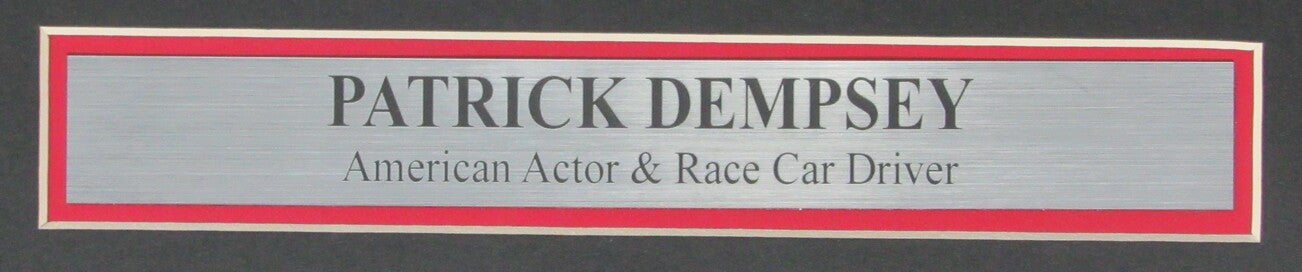 PATRICK DEMPSEY
American Actor & Race Car Driver